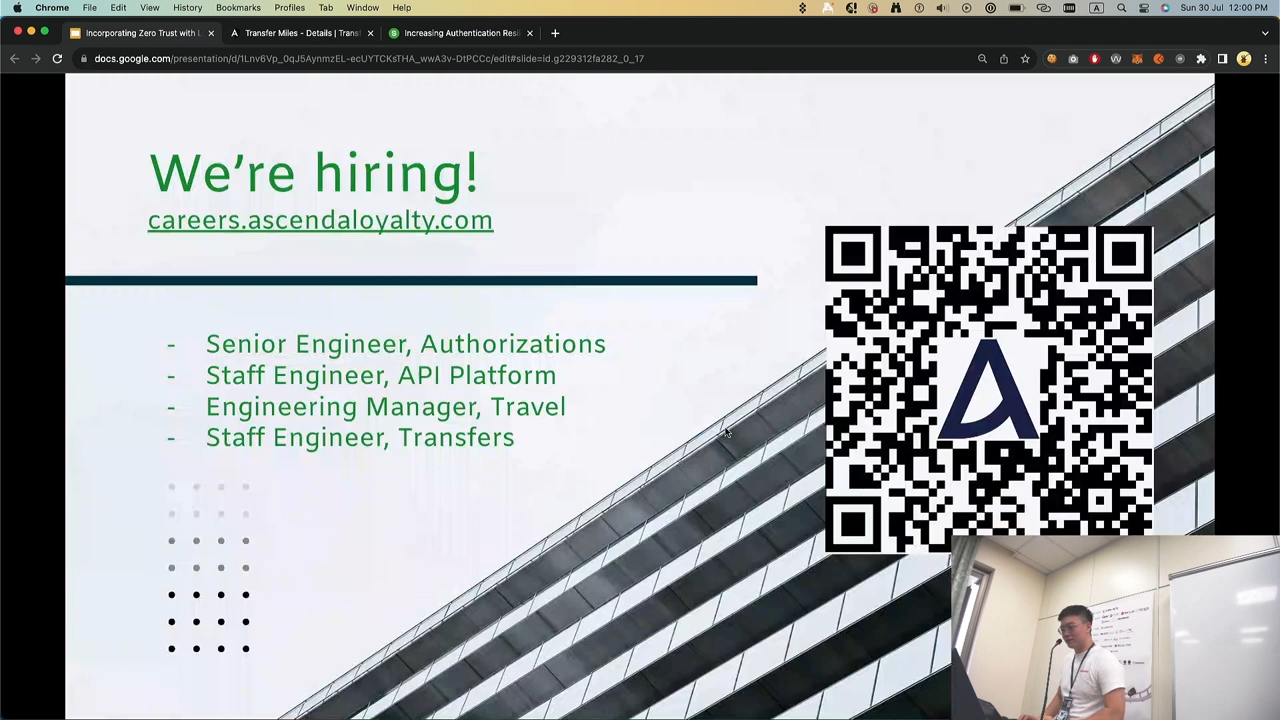 Chrome File Edit View History Bookmarks Profiles Tab Window Help
A
Sun 30 Jul 12:00 PM
Incorporating Zero Trust with L
Transfer Miles - Details | Transf
Increasing Authentication Resi
docs.google.com/presentation/d/1Lnv6Vp_0qJ5AynmzEL-ecUYTCKsTHA_wwA3v-DtPCCc/edit#slide=id.g229312fa282_0_17
We’re hiring!
careers.ascendaloyalty.com
- Senior Engineer, Authorizations
- Staff Engineer, API Platform
- Engineering Manager, Travel
- Staff Engineer, Transfers